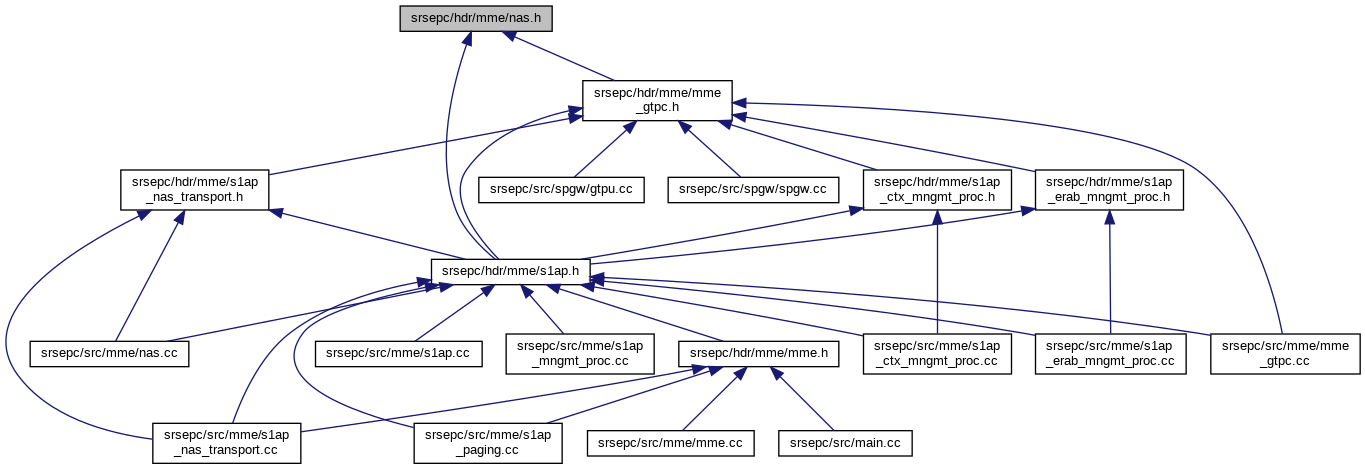 srsepc/hdr/mme/nas.h
srsepc/hdr/mme/mme
_gtpc.h
srsepc/hdr/mme/s1ap
_nas_transport.h
srsepc/src/spgw/gtpu.cc
srsepc/src/spgw/spgw.cc
srsepc/hdr/mme/s1ap
_ctx_mngmt_proc.h
srsepc/hdr/mme/s1ap
_erab_mngmt_proc.h
srsepc/hdr/mme/s1ap.h
srsepc/src/mme/nas.cc
srsepc/src/mme/s1ap.cc
srsepc/src/mme/s1ap
_mngmt_proc.cc
srsepc/hdr/mme/mme.h
srsepc/src/mme/s1ap
_ctx_mngmt_proc.cc
srsepc/src/mme/s1ap
_erab_mngmt_proc.cc
srsepc/src/mme/mme
_gtpc.cc
srsepc/src/mme/s1ap
_nas_transport.cc
srsepc/src/mme/s1ap
_paging.cc
srsepc/src/mme/mme.cc
srsepc/src/main.cc